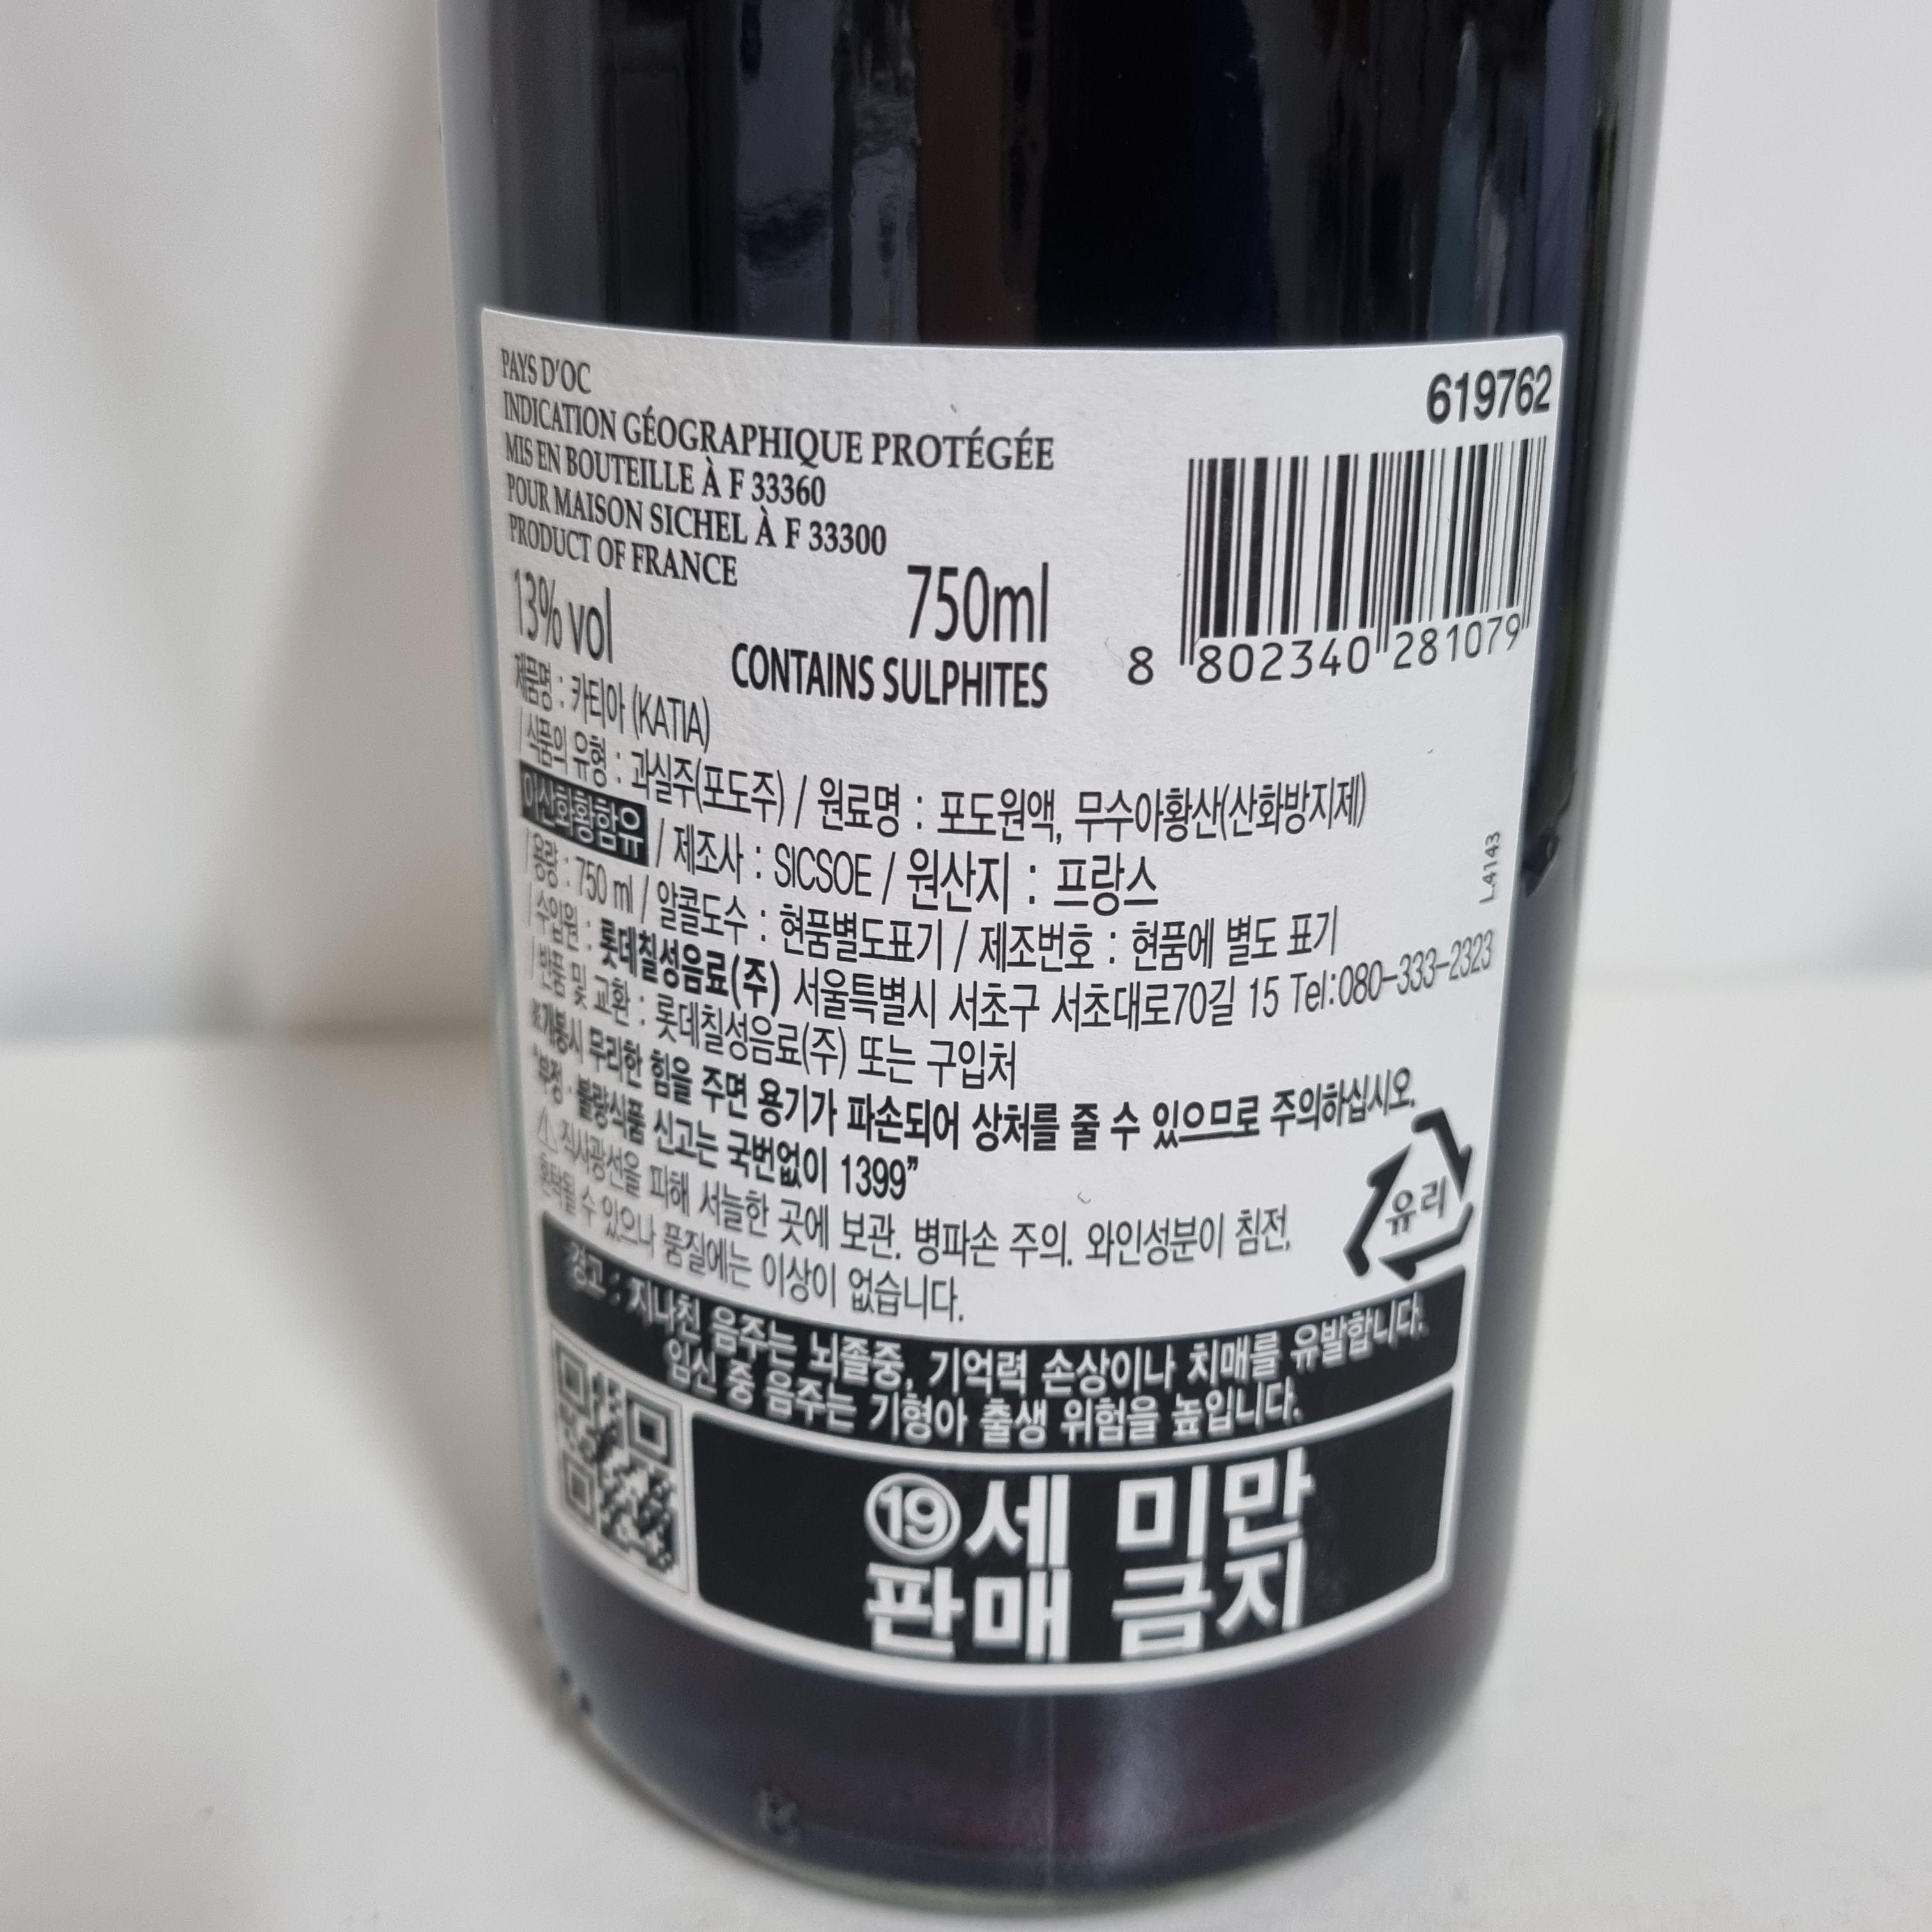 PAYS D'OC
INDICATION GÉOGRAPHIQUE PROTÉGÉE
MIS EN BOUTEILLE À F 33360
POUR MAISON SICHEL À F 33300
PRODUCT OF FRANCE
13% vol
750ml
CONTAINS SULPHITES
619762
8 802340 281079
제품명 : 카티아 (KATIA)
/ 식품의 유형 : 과실주(포도주) / 원료명 : 포도원액, 무수아황산(산화방지제)
이산화황함유 / 제조사 : SICSOE / 원산지 : 프랑스
/ 용량 : 750 ml / 알콜도수 : 현품별도표기 / 제조번호 : 현품에 별도 표기
/ 수입원 : 롯데칠성음료(주) 서울특별시 서초구 서초대로70길 15 Tel:080-333-2323
/ 반품 및 교환 : 롯데칠성음료(주) 또는 구입처
※개봉시 무리한 힘을 주면 용기가 파손되어 상처를 줄 수 있으므로 주의하십시오.
"부정·불량식품 신고는 국번없이 1399"
⚠ 직사광선을 피해 서늘한 곳에 보관. 병파손 주의. 와인성분이 침전,
혼탁될 수 있으나 품질에는 이상이 없습니다.
L4143
유리
경고 : 지나친 음주는 뇌졸중, 기억력 손상이나 치매를 유발합니다.
임신 중 음주는 기형아 출생 위험을 높입니다.
⑲세 미만
판매 금지